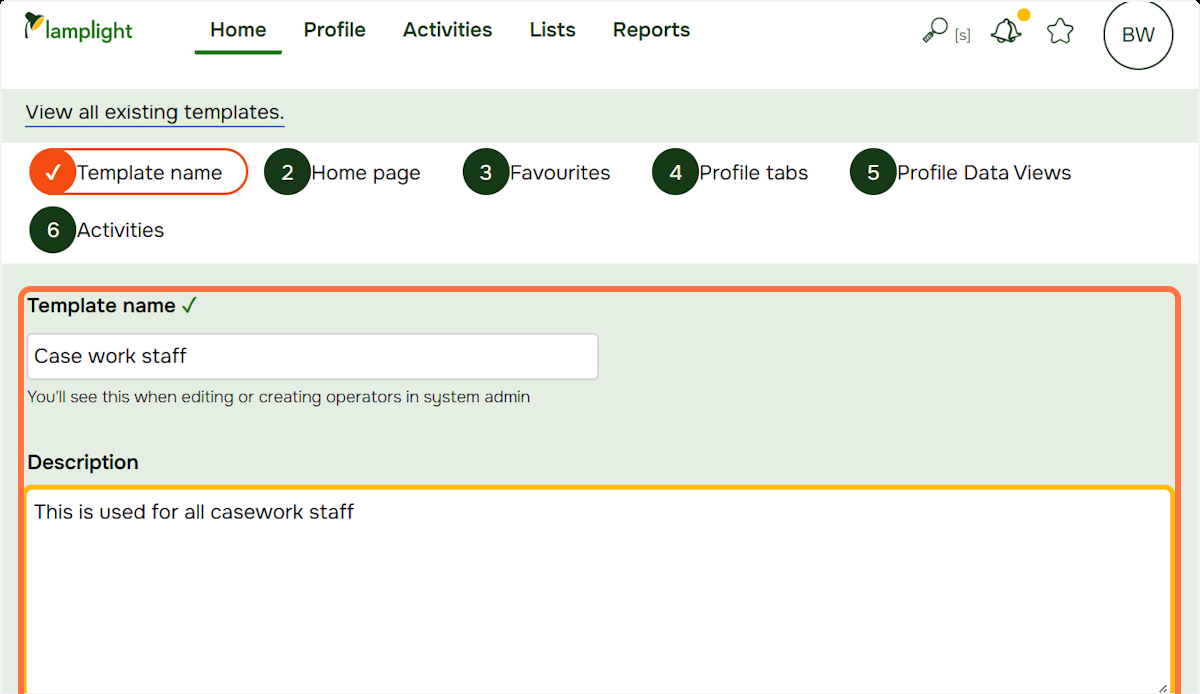 lamplight Home Profile Activities Lists Reports [s] BW
View all existing templates.
✓ Template name 2 Home page 3 Favourites 4 Profile tabs 5 Profile Data Views
6 Activities
Template name ✓
Case work staff
You'll see this when editing or creating operators in system admin
Description
This is used for all casework staff